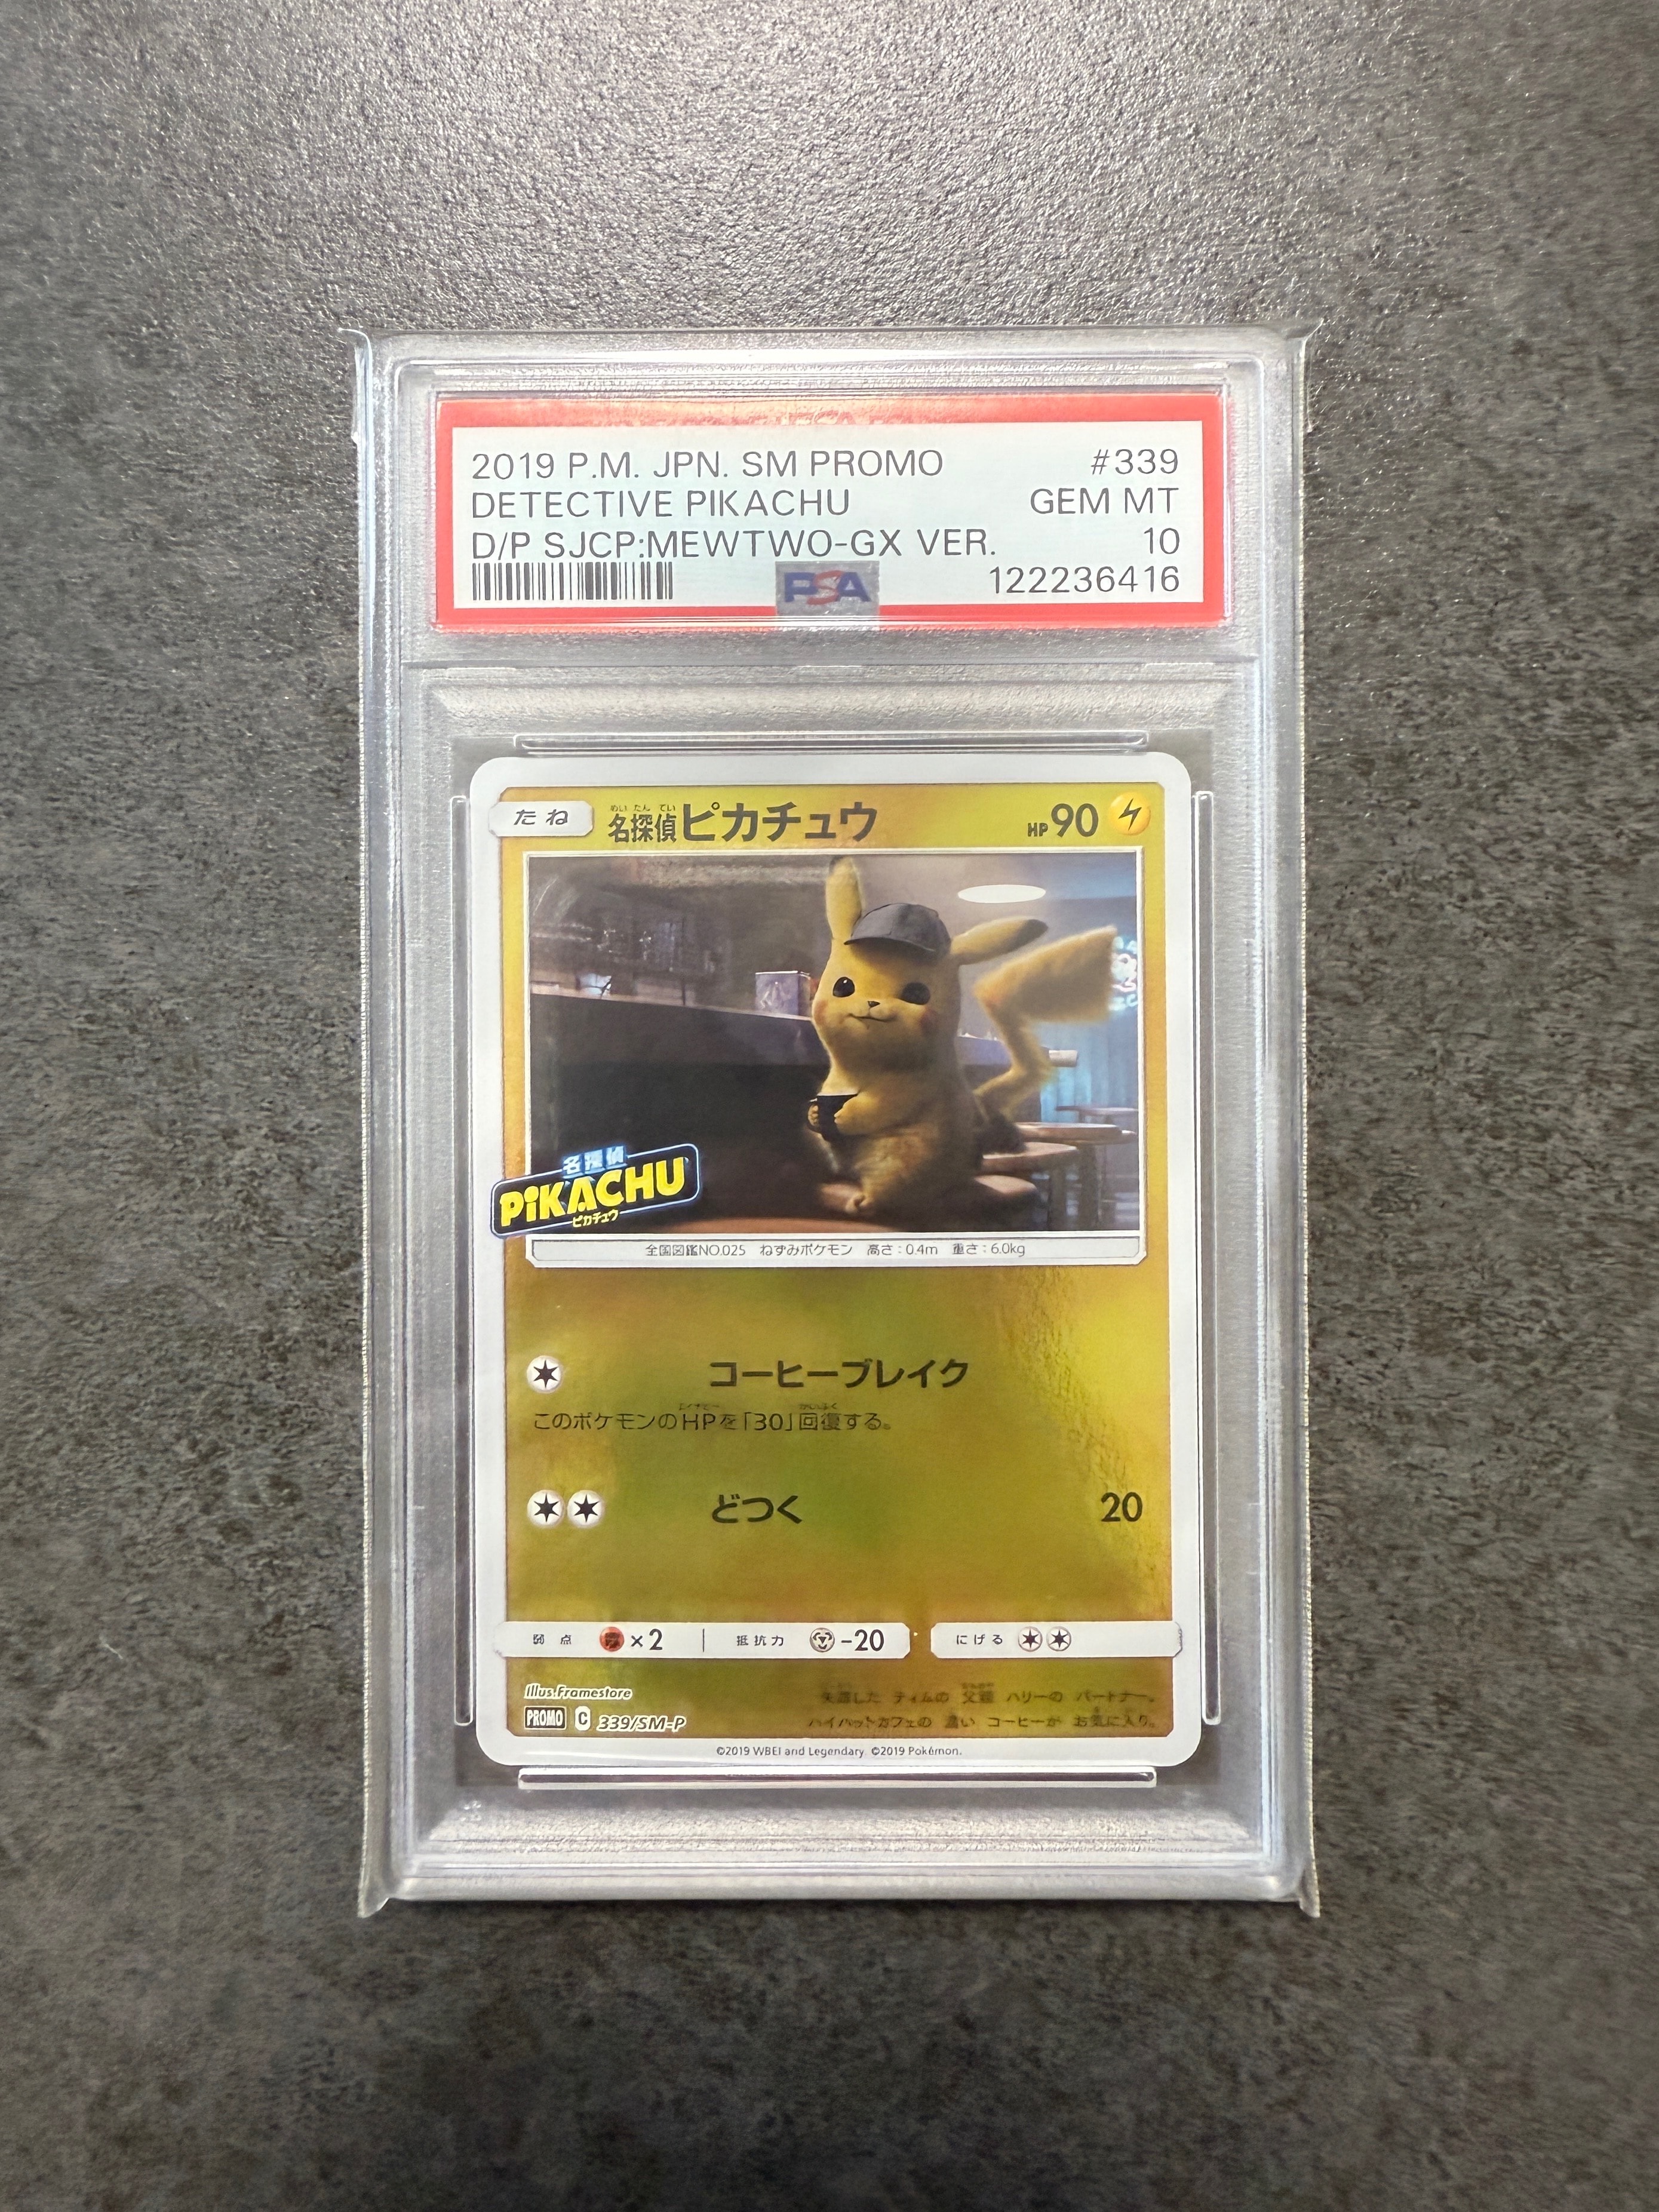 2019 P.M. JPN. SM PROMO #339
DETECTIVE PIKACHU GEM MT
D/P SJCP:MEWTWO-GX VER. 10
122236416
PSA
たね 名探偵ピカチュウ HP90
めいたんてい
名探偵
PIKACHU
ピカチュウ
全国図鑑NO.025 ねずみポケモン 高さ:0.4m 重さ:6.0kg
コーヒーブレイク
このポケモンのHPを「30」回復する。
どつく 20
弱点 ×2 抵抗力 -20 にげる
Illus.Framestore
失踪した ティムの 父親 ハリーの パートナー。
PROMO C 339/SM-P
ハイハットカフェの 濃い コーヒーが お気に入り。
©2019 WBEI and Legendary. ©2019 Pokémon.